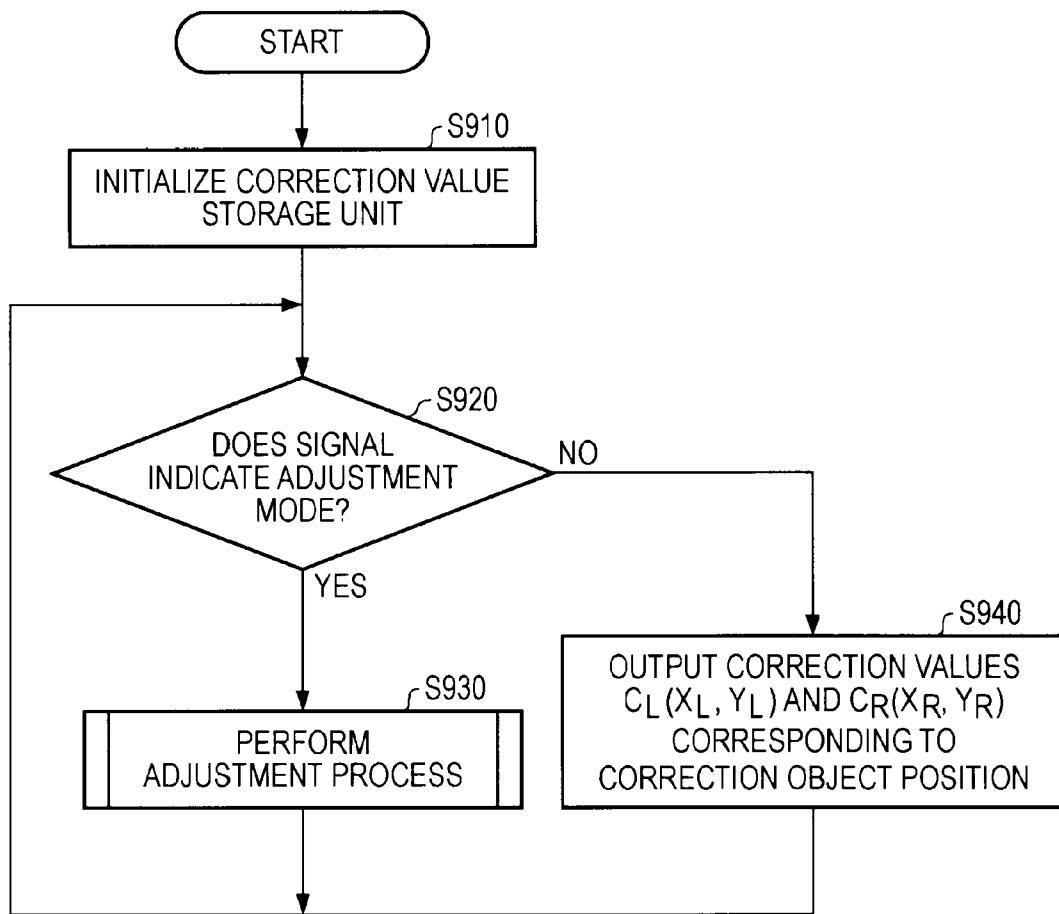 START
S910
INITIALIZE CORRECTION VALUE
STORAGE UNIT
S920
DOES SIGNAL
INDICATE ADJUSTMENT
MODE?
NO
YES
S930
PERFORM
ADJUSTMENT PROCESS
S940
OUTPUT CORRECTION VALUES
CL(XL, YL) AND CR(XR, YR)
CORRESPONDING TO
CORRECTION OBJECT POSITION